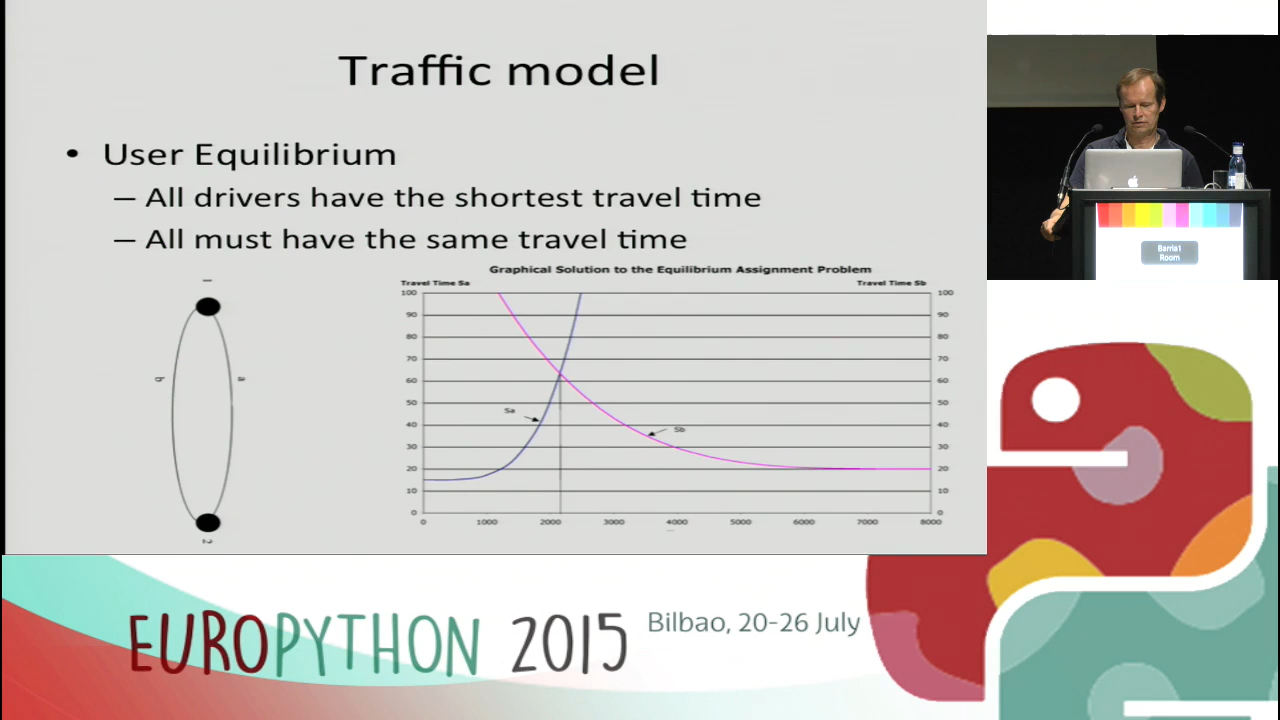 Traffic model
• User Equilibrium
– All drivers have the shortest travel time
– All must have the same travel time
Graphical Solution to the Equilibrium Assignment Problem
Travel Time Sa
Travel Time Sb
100
90
80
70
60
50
40
30
20
10
0
100
90
80
70
60
50
40
30
20
10
0
Sa
Sb
0 1000 2000 3000 4000 5000 6000 7000 8000
1
b
a
2
Barria1
Room
EUROPYTHON 2015
Bilbao, 20-26 July